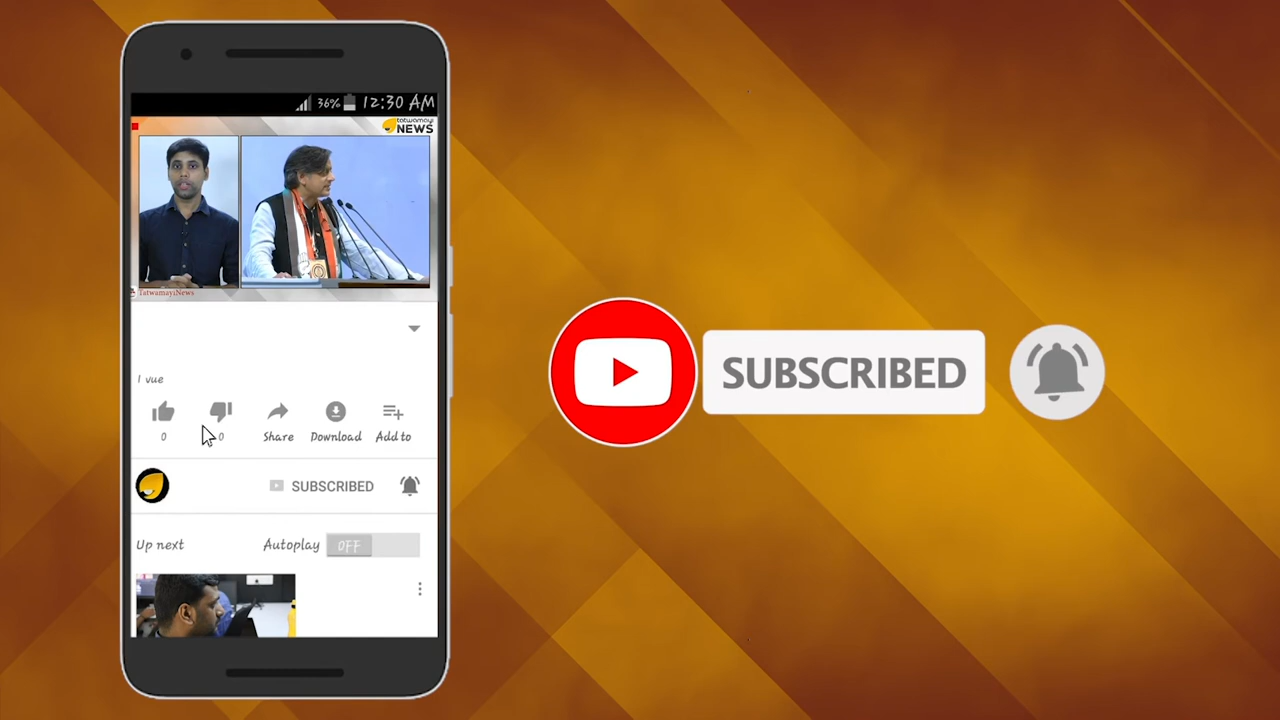 36% 12:30 AM
tatwamayi
NEWS
TatwamayiNews
1 vue
0 0 Share Download Add to
SUBSCRIBED
Up next Autoplay OFF
SUBSCRIBED